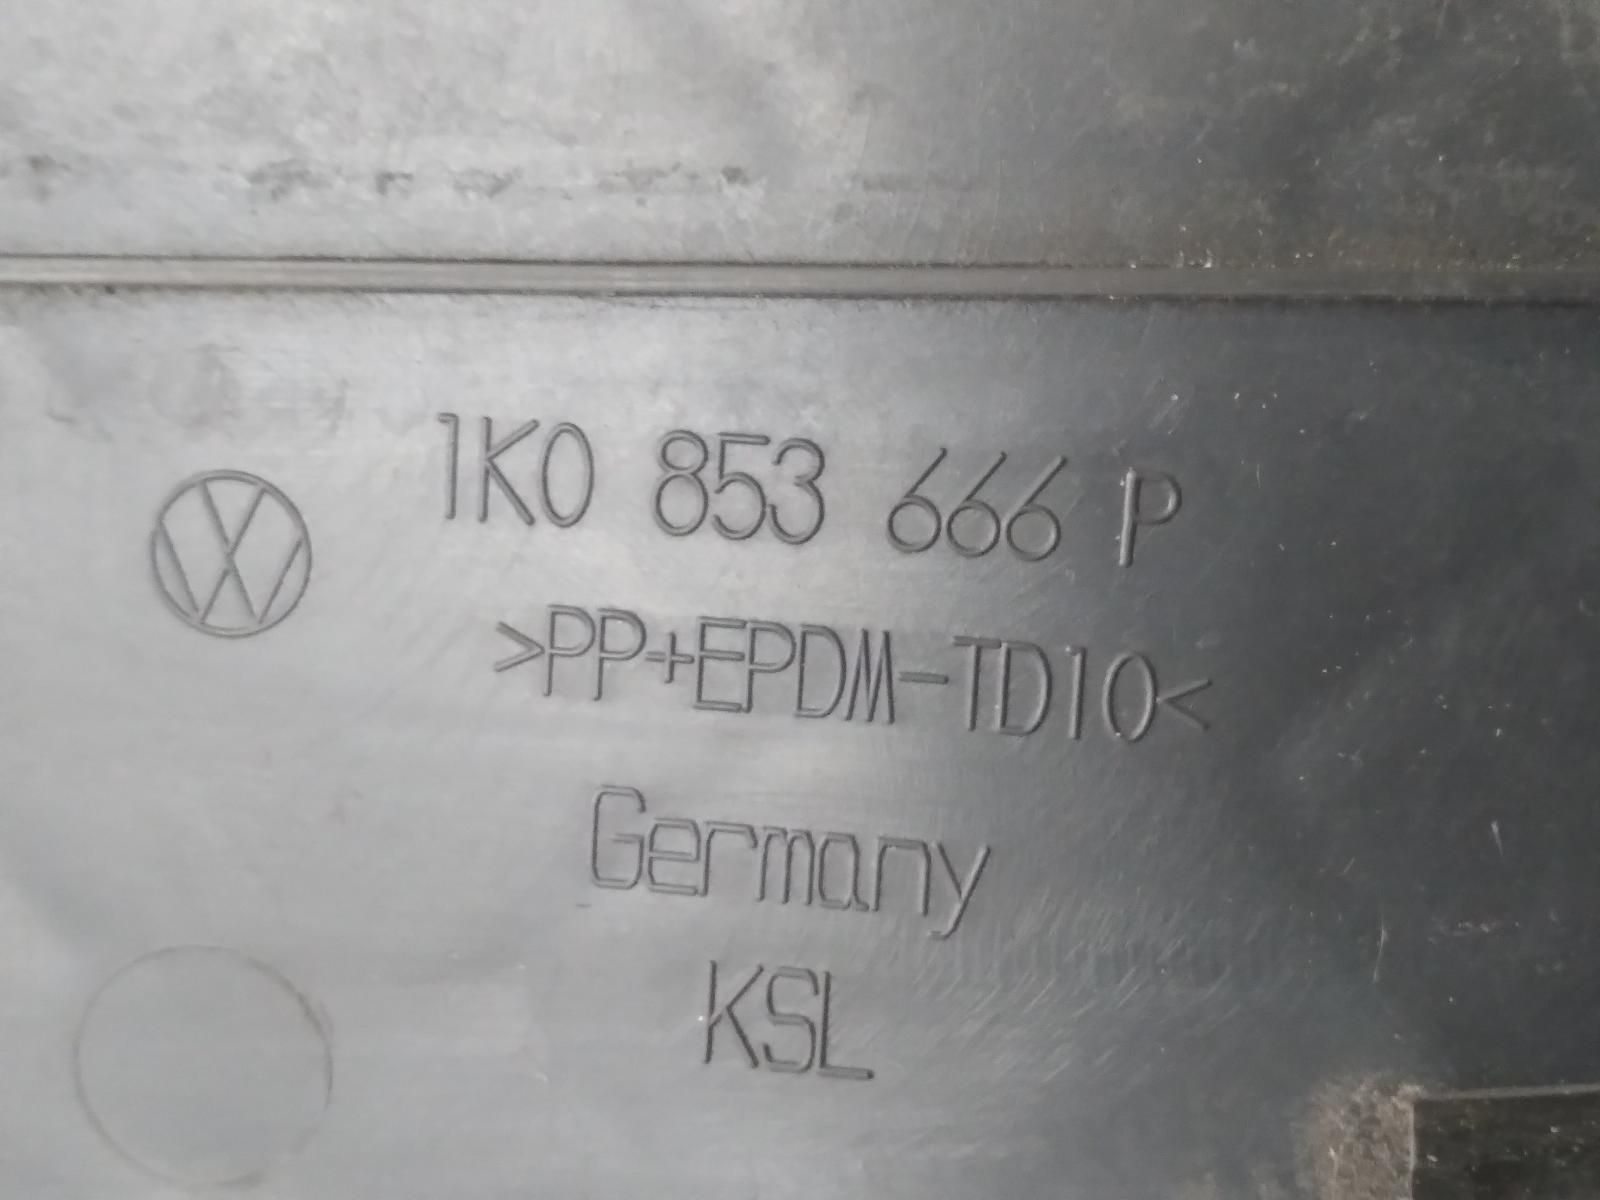 1K0 853 666 P
>PP+EPDM-TD10<
Germany
KSL